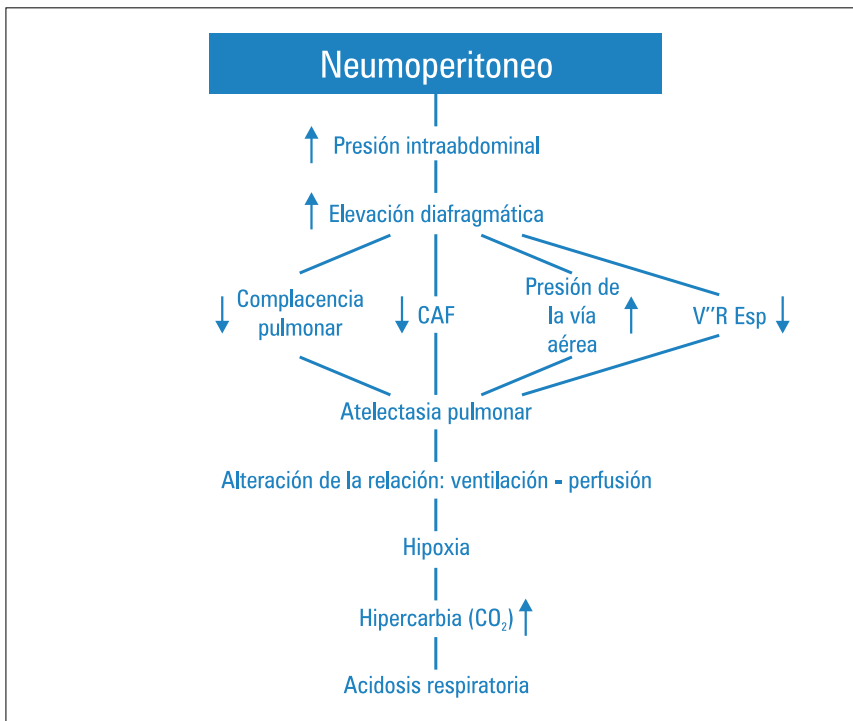 Neumoperitoneo
Presión intraabdominal
Elevación diafragmática
Complacencia
pulmonar
CAF
Presión de
la vía
aérea
V”R Esp
Atelectasia pulmonar
Alteración de la relación: ventilación - perfusión
Hipoxia
Hipercarbia (CO₂)
Acidosis respiratoria